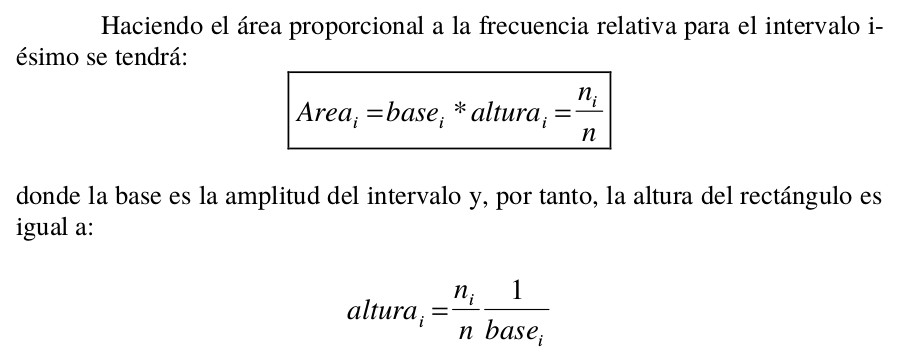 Haciendo el área proporcional a la frecuencia relativa para el intervalo i-
ésimo se tendrá:
Area_i = base_i * altura_i = n_i / n
donde la base es la amplitud del intervalo y, por tanto, la altura del rectángulo es
igual a:
altura_i = n_i / n 1 / base_i